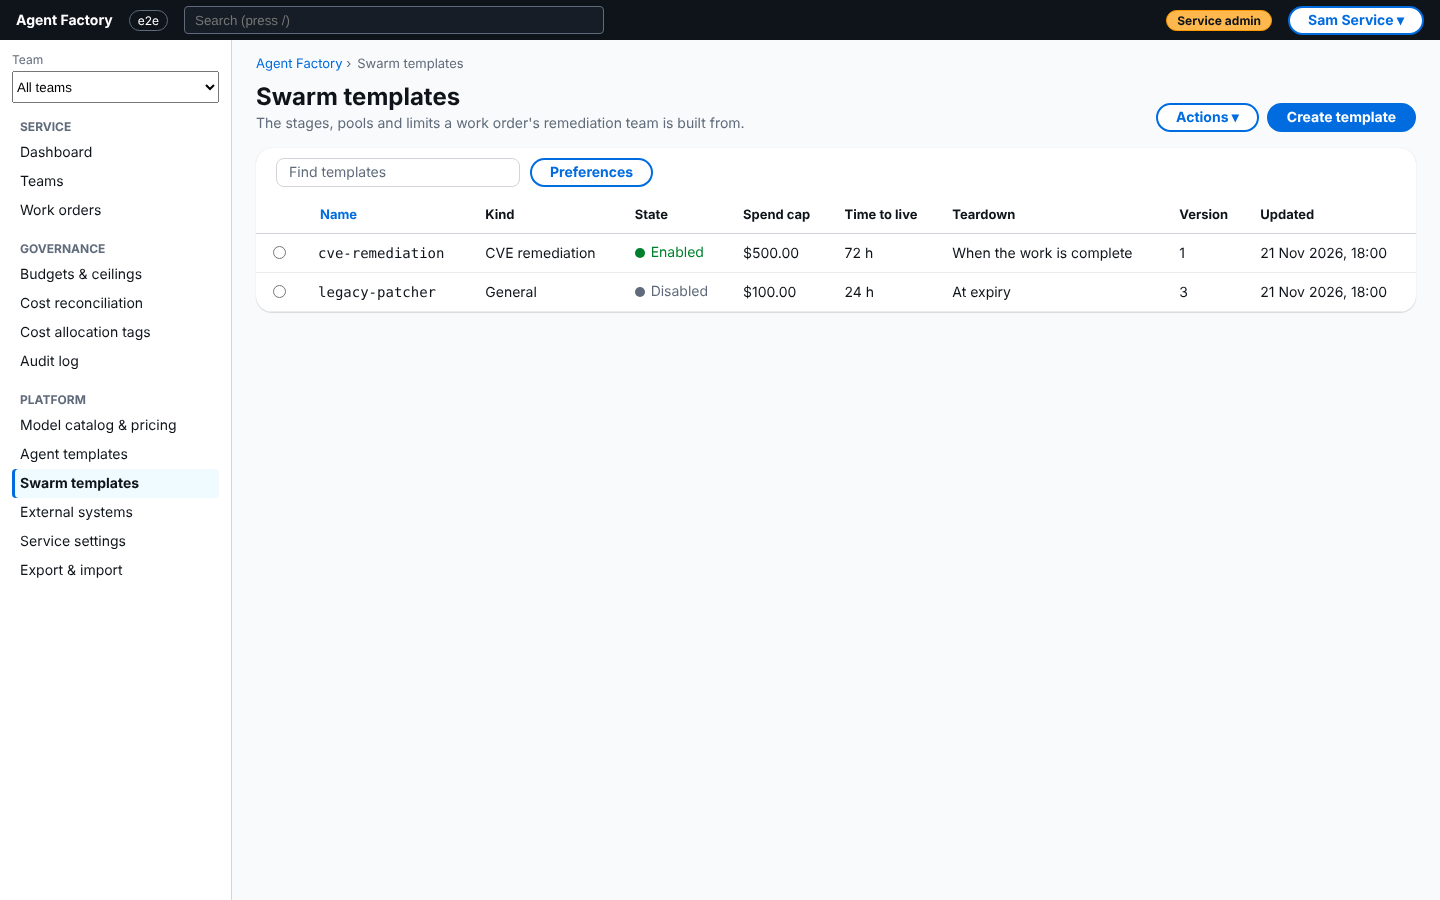 Agent Factory e2e Search (press /) Service admin Sam Service ▾
Team
All teams
SERVICE
Dashboard
Teams
Work orders
GOVERNANCE
Budgets & ceilings
Cost reconciliation
Cost allocation tags
Audit log
PLATFORM
Model catalog & pricing
Agent templates
Swarm templates
External systems
Service settings
Export & import
Agent Factory › Swarm templates
Swarm templates
The stages, pools and limits a work order's remediation team is built from.
Actions ▾ Create template
Find templates Preferences
Name Kind State Spend cap Time to live Teardown Version Updated
cve-remediation CVE remediation Enabled $500.00 72 h When the work is complete 1 21 Nov 2026, 18:00
legacy-patcher General Disabled $100.00 24 h At expiry 3 21 Nov 2026, 18:00